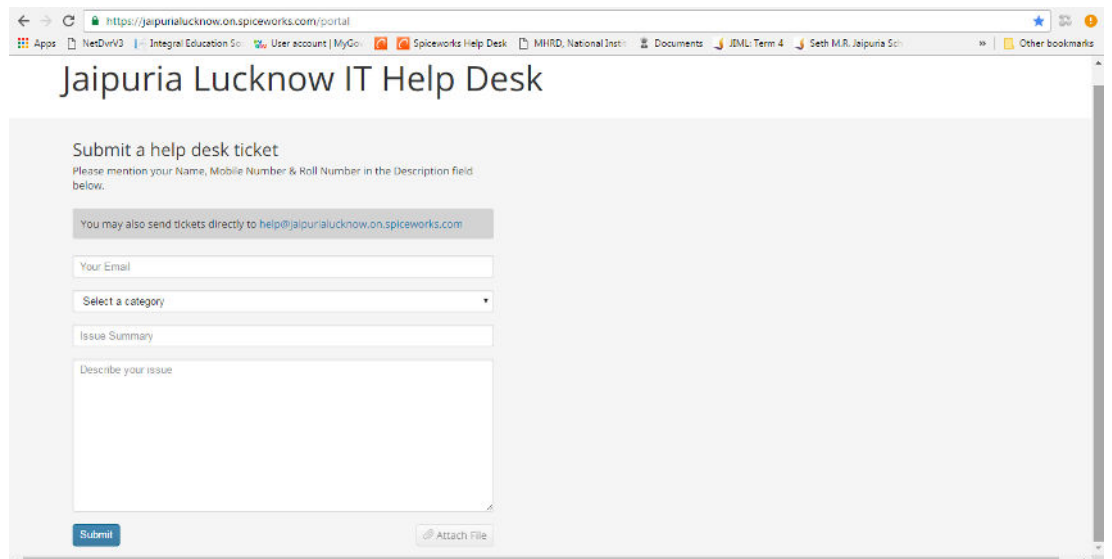 https://jaipurialucknow.on.spiceworks.com/portal
Apps NetDvrV3 Integral Education So User account | MyGo Spiceworks Help Desk MHRD, National Insti Documents JIML: Term 4 Seth M.R. Jaipuria Sch » Other bookmarks
Jaipuria Lucknow IT Help Desk
Submit a help desk ticket
Please mention your Name, Mobile Number & Roll Number in the Description field
below.
You may also send tickets directly to help@jaipurialucknow.on.spiceworks.com
Your Email
Select a category
Issue Summary
Describe your issue
Submit Attach File